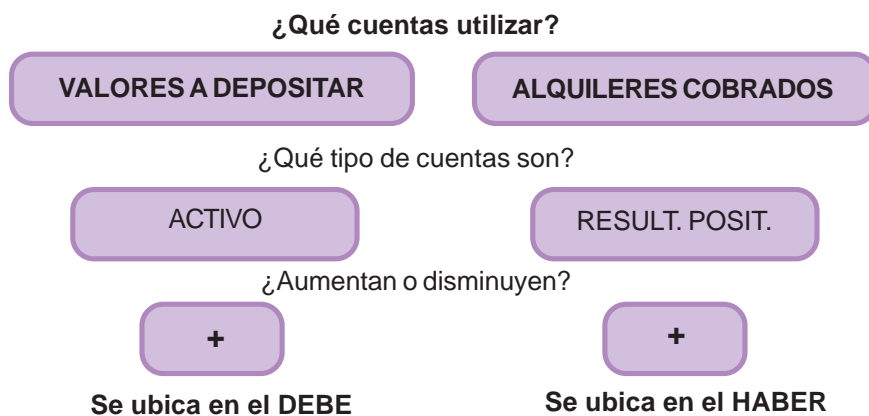 ¿Qué cuentas utilizar?
VALORES A DEPOSITAR
ALQUILERES COBRADOS
¿Qué tipo de cuentas son?
ACTIVO
RESULT. POSIT.
¿Aumentan o disminuyen?
+
+
Se ubica en el DEBE
Se ubica en el HABER